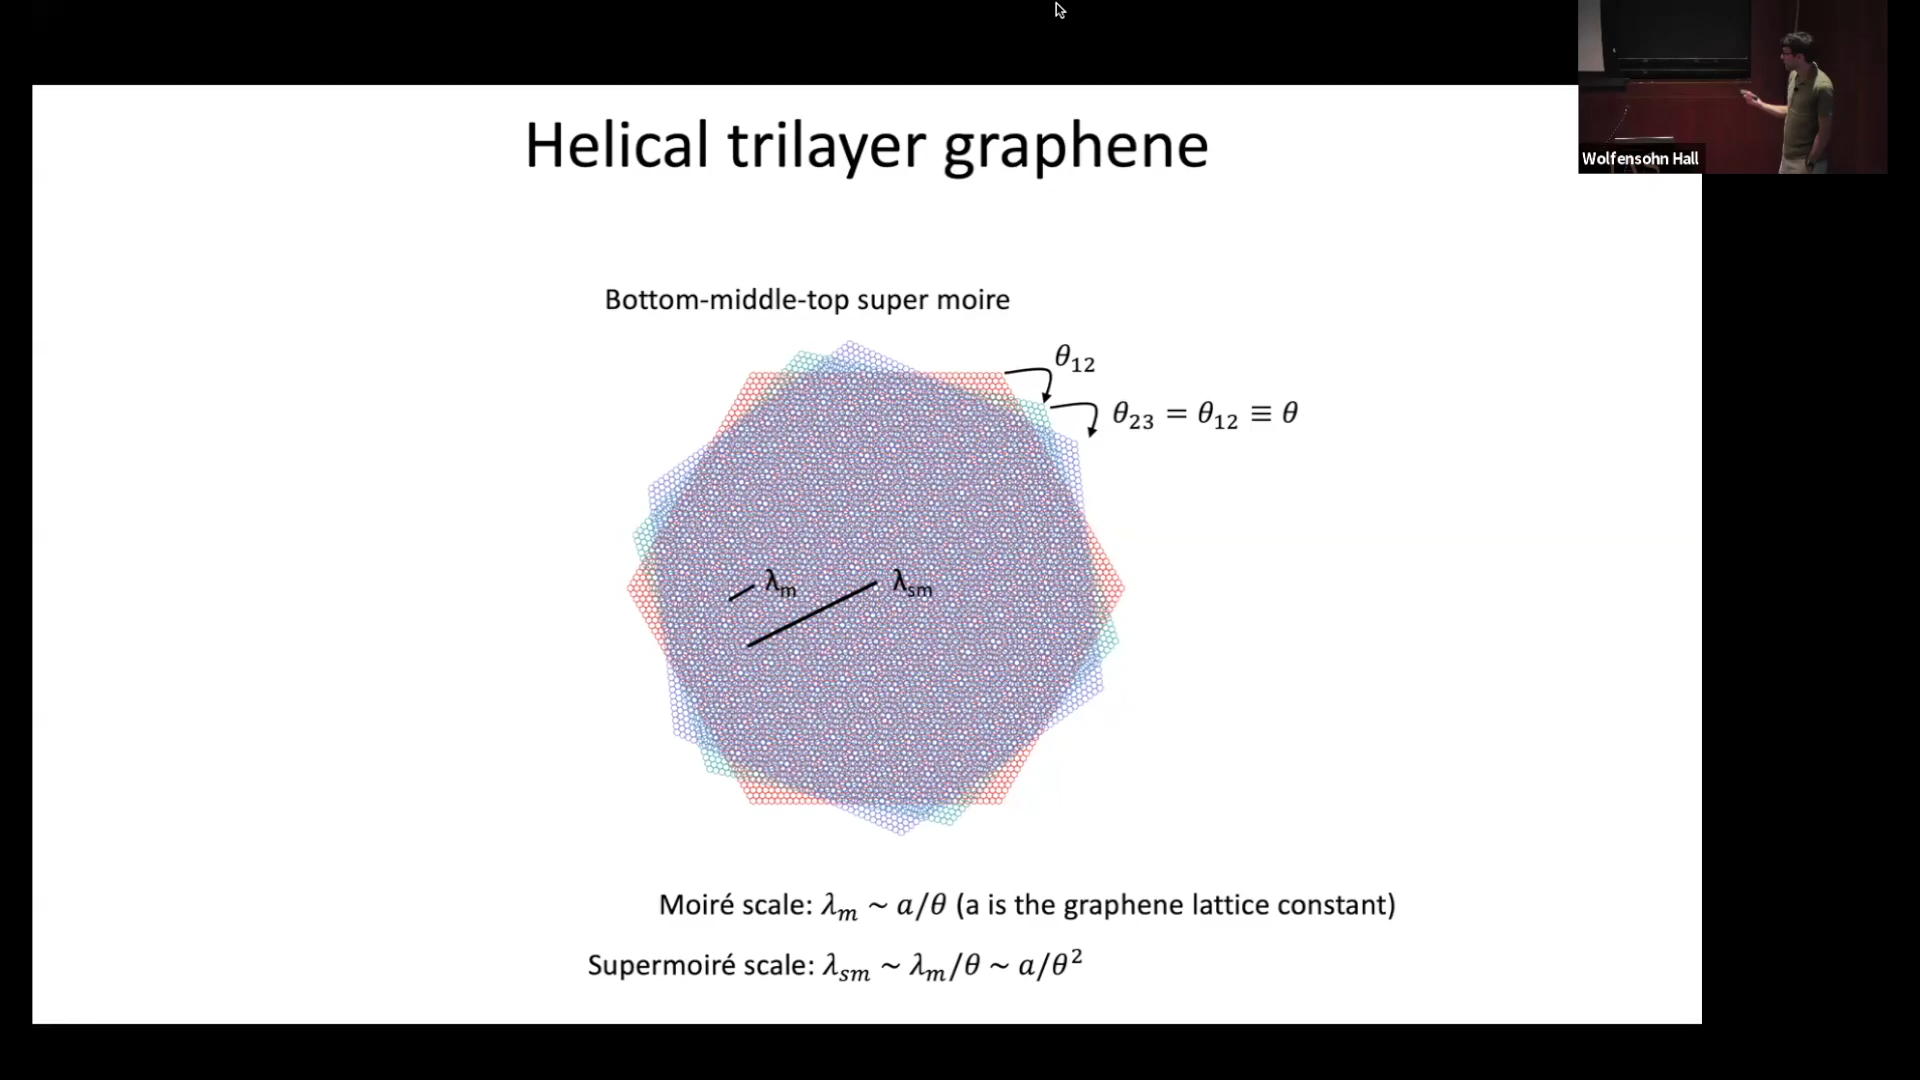 Helical trilayer graphene
Wolfensohn Hall
Bottom-middle-top super moire
θ₁₂
θ₂₃ = θ₁₂ ≡ θ
λₘ
λₛₘ
Moiré scale: λₘ ~ a/θ (a is the graphene lattice constant)
Supermoiré scale: λₛₘ ~ λₘ/θ ~ a/θ²